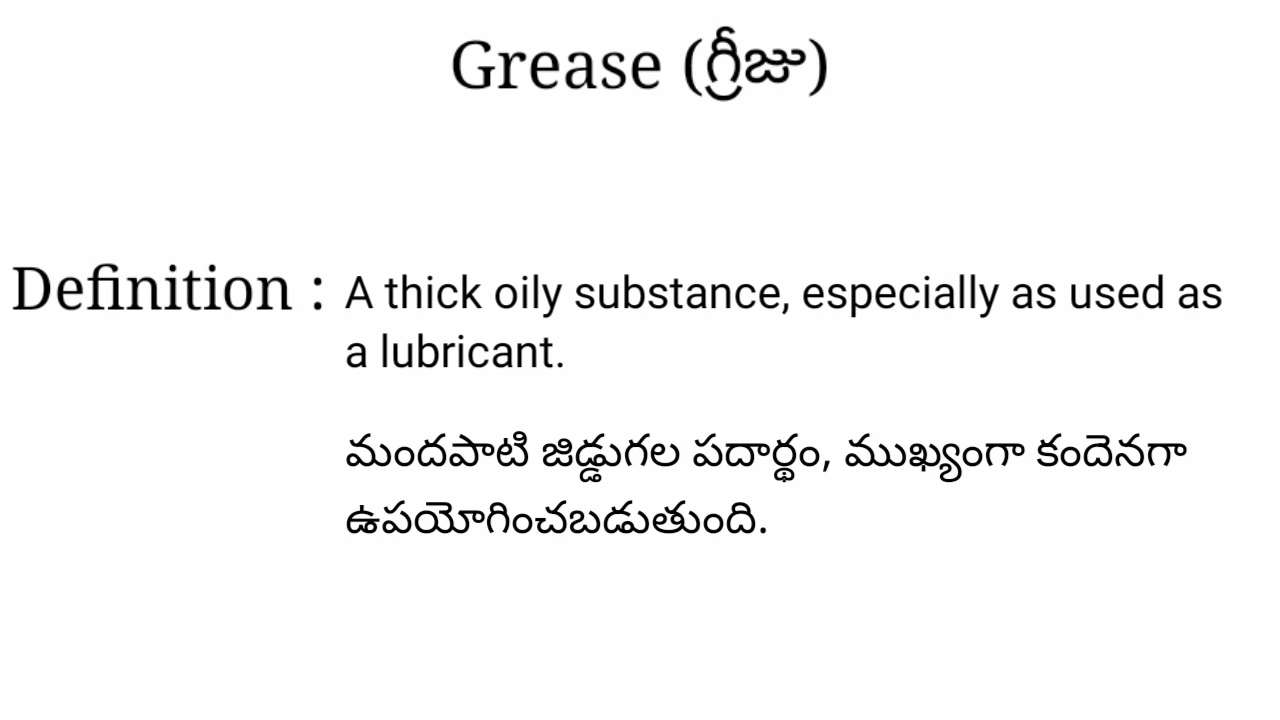 Grease (గ్రీజు)
Definition : A thick oily substance, especially as used as
a lubricant.
మందపాటి జిడ్డుగల పదార్థం, ముఖ్యంగా కందెనగా
ఉపయోగించబడుతుంది.